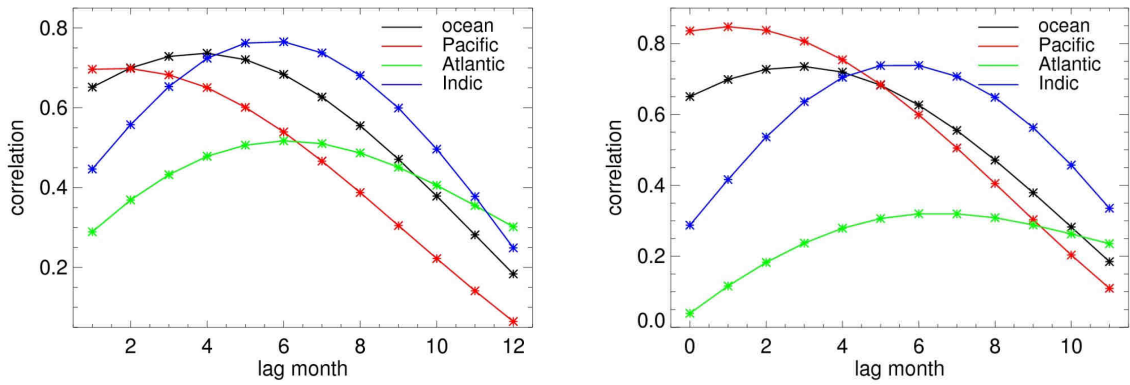 0.8
0.6
0.4
0.2
correlation
ocean
Pacific
Atlantic
Indic
2 4 6 8 10 12
lag month
0.8
0.6
0.4
0.2
0.0
correlation
ocean
Pacific
Atlantic
Indic
0 2 4 6 8 10
lag month